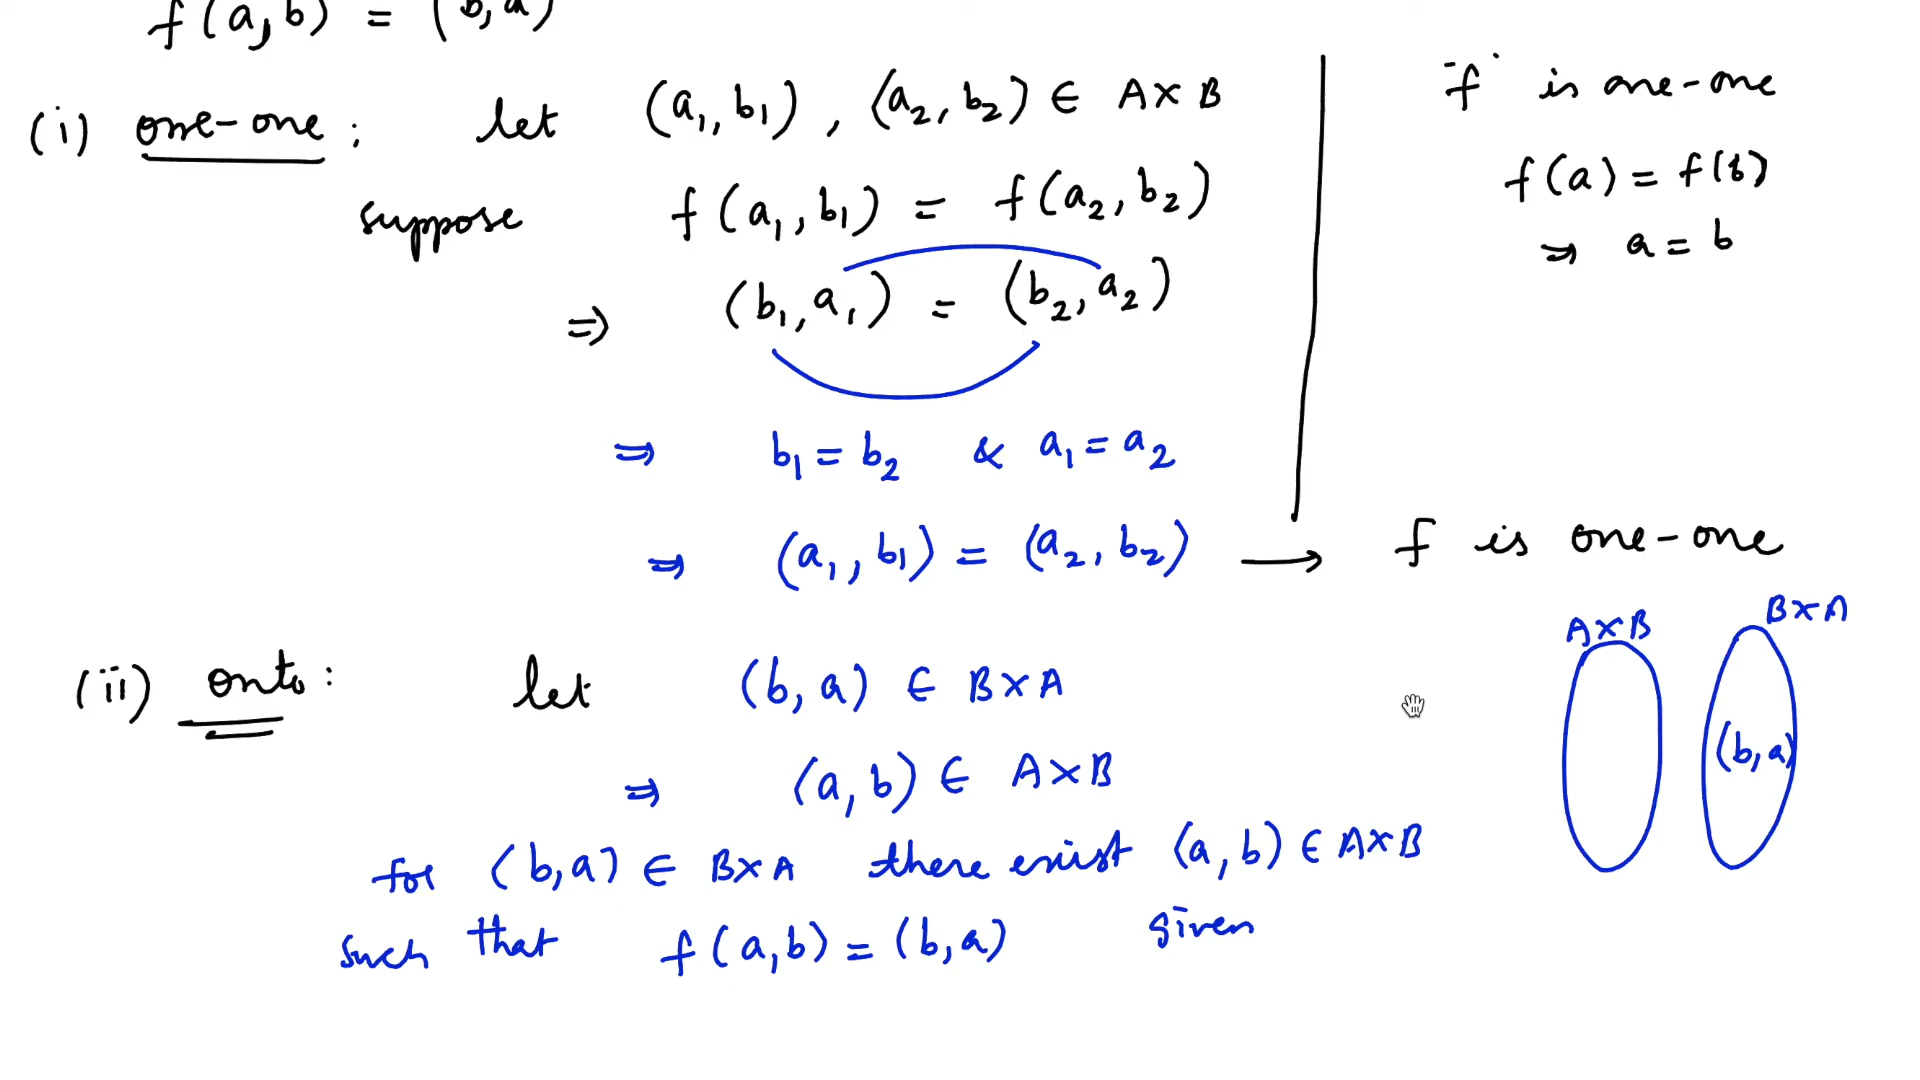 f(a,b) = (b,a)
(i) one-one : let (a₁,b₁) , (a₂,b₂) ∈ A×B
suppose f(a₁,b₁) = f(a₂,b₂)
⇒ (b₁,a₁) = (b₂,a₂)
⇒ b₁ = b₂ & a₁ = a₂
⇒ (a₁,b₁) = (a₂,b₂) → f is one-one
"f" is one-one
f(a) = f(b)
⇒ a = b
(ii) onto : let (b,a) ∈ B×A
⇒ (a,b) ∈ A×B
for (b,a) ∈ B×A there exist (a,b) ∈ A×B
such that f(a,b) = (b,a) given
A×B B×A
(b,a)